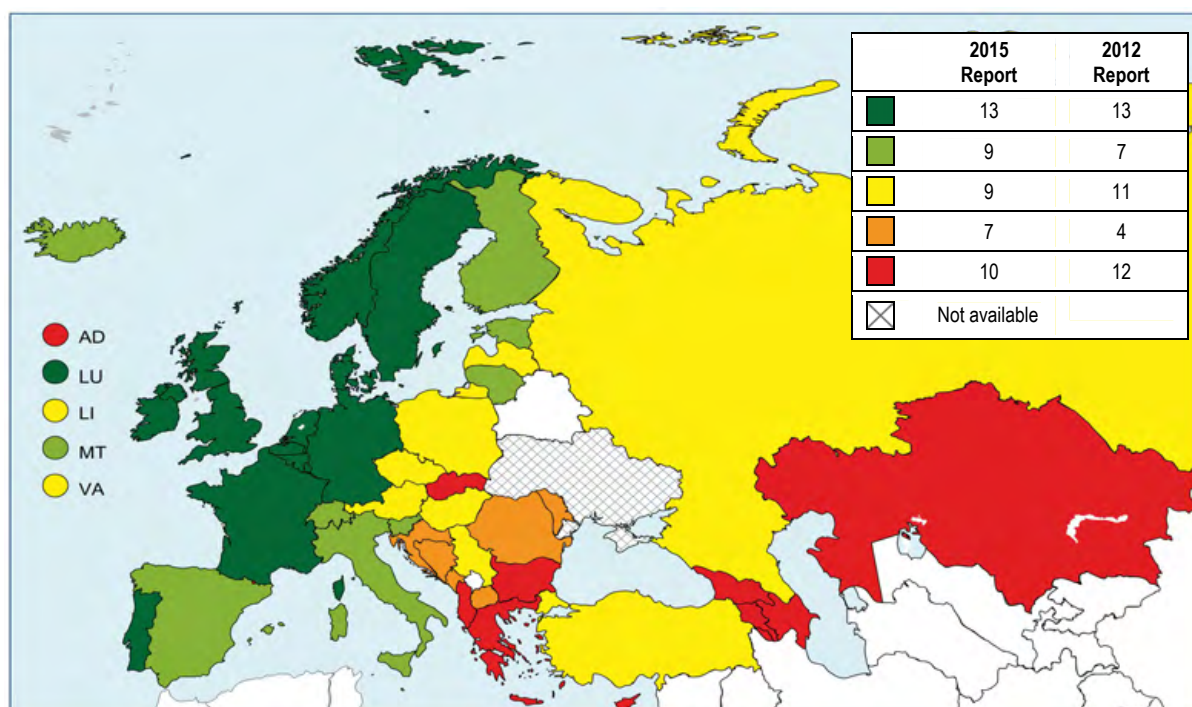 2015 Report 2012 Report
13 13
9 7
9 11
7 4
10 12
Not available
AD
LU
LI
MT
VA